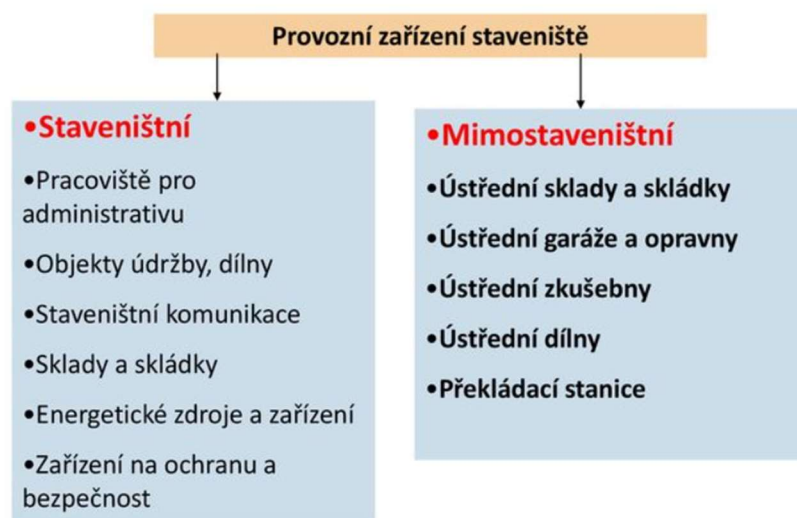 Provozní zařízení staveniště
•Staveništní
•Pracoviště pro
administrativu
•Objekty údržby, dílny
•Staveništní komunikace
•Sklady a skládky
•Energetické zdroje a zařízení
•Zařízení na ochranu a
bezpečnost
•Mimostaveništní
•Ústřední sklady a skládky
•Ústřední garáže a opravny
•Ústřední zkušebny
•Ústřední dílny
•Překládací stanice